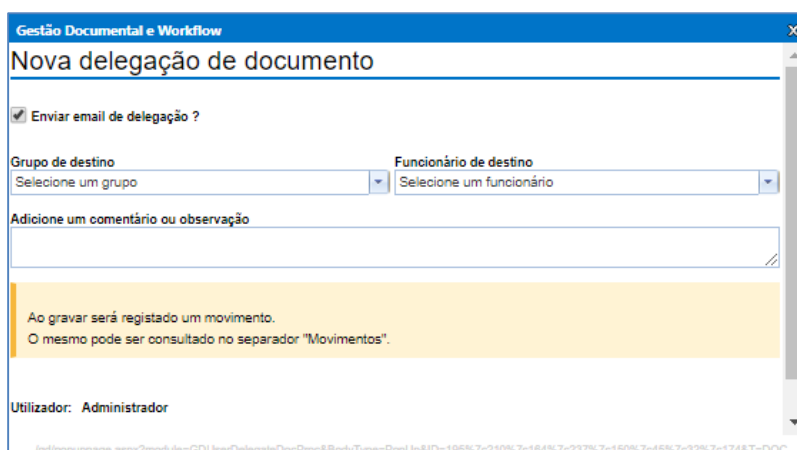 Gestão Documental e Workflow X
Nova delegação de documento
Enviar email de delegação ?
Grupo de destino Funcionário de destino
Selecione um grupo Selecione um funcionário
Adicione um comentário ou observação
Ao gravar será registado um movimento.
O mesmo pode ser consultado no separador "Movimentos".
Utilizador: Administrador